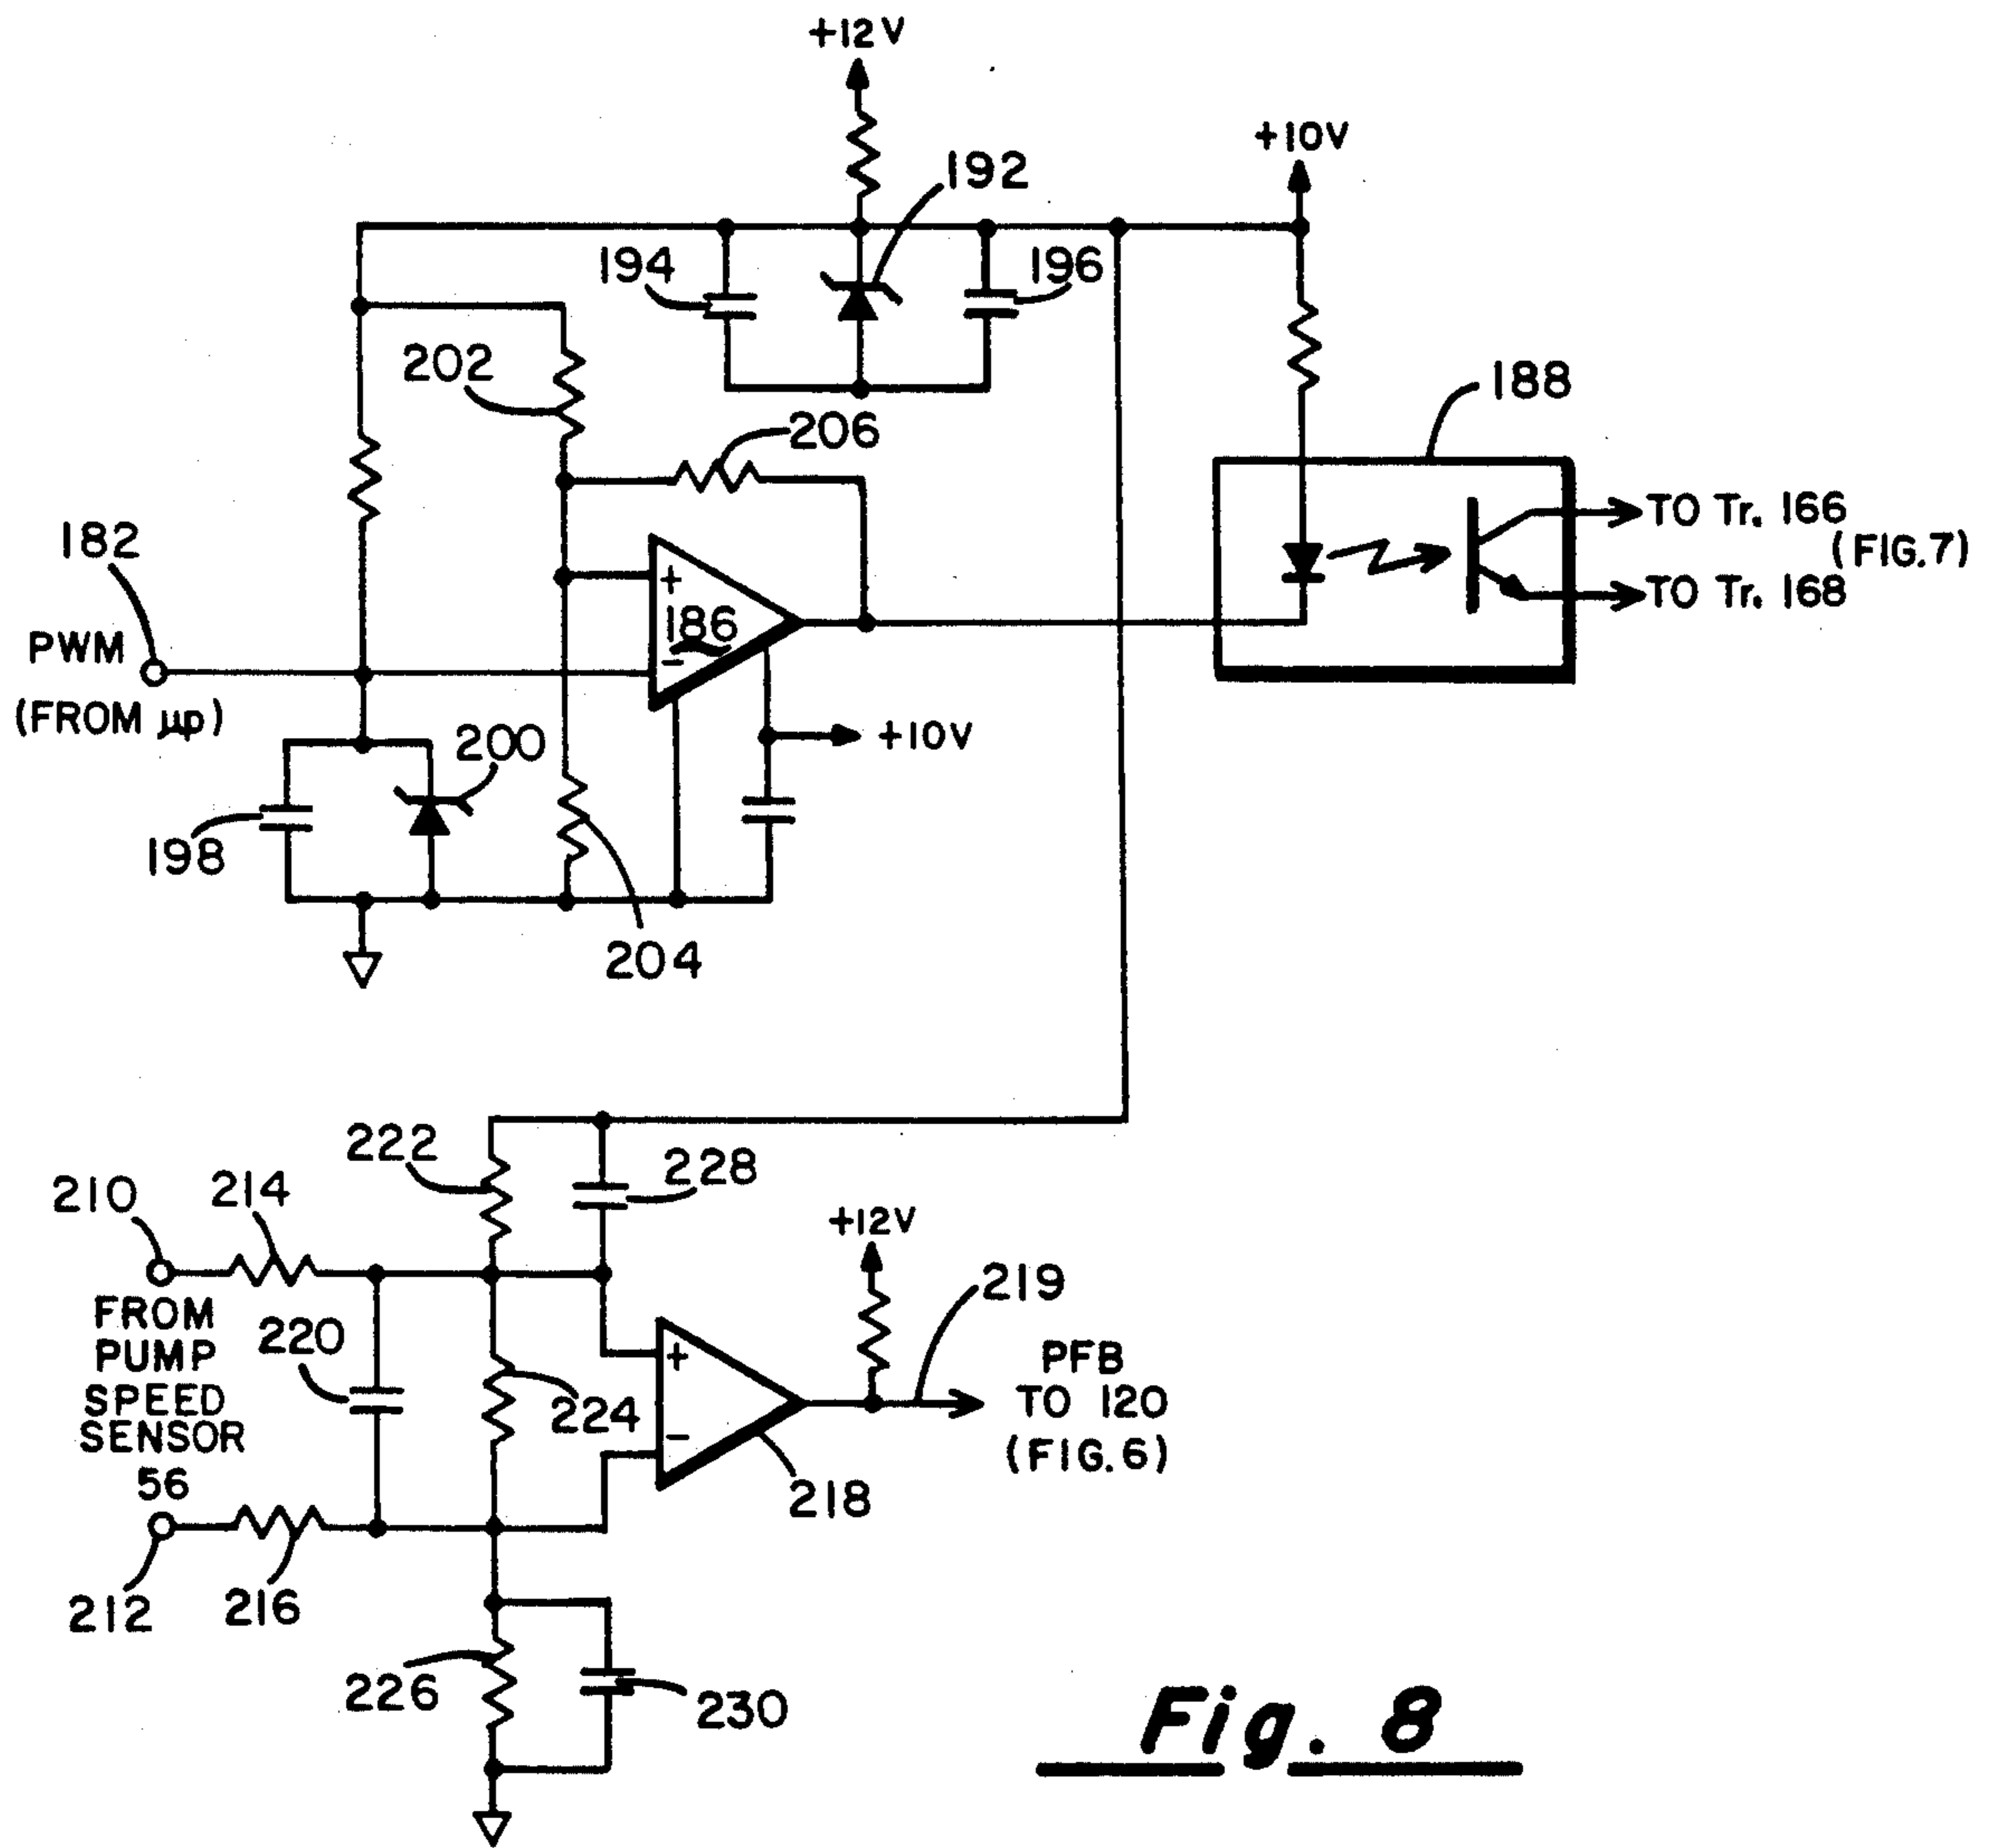 +12V
+10V
192
194
196
202
188
206
TO Tr. 166
(FIG.7)
TO Tr. 168
182
+
186
-
PWM
(FROM μp)
200
+10V
198
204
222
228
210
214
+12V
219
FROM
PUMP
SPEED
SENSOR
56
220
+
224
-
PFB
TO 120
(FIG.6)
218
212
216
226
230
Fig. 8